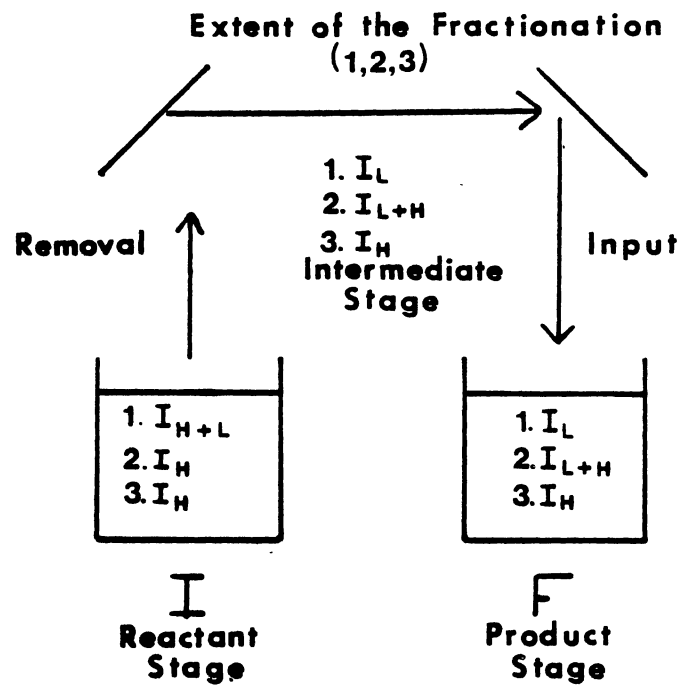 Extent of the Fractionation
(1,2,3)
1. I_L
2. I_L+H
3. I_H
Intermediate
Stage
Removal
Input
1. I_H+L
2. I_H
3. I_H
1. I_L
2. I_L+H
3. I_H
I
Reactant
Stage
F
Product
Stage